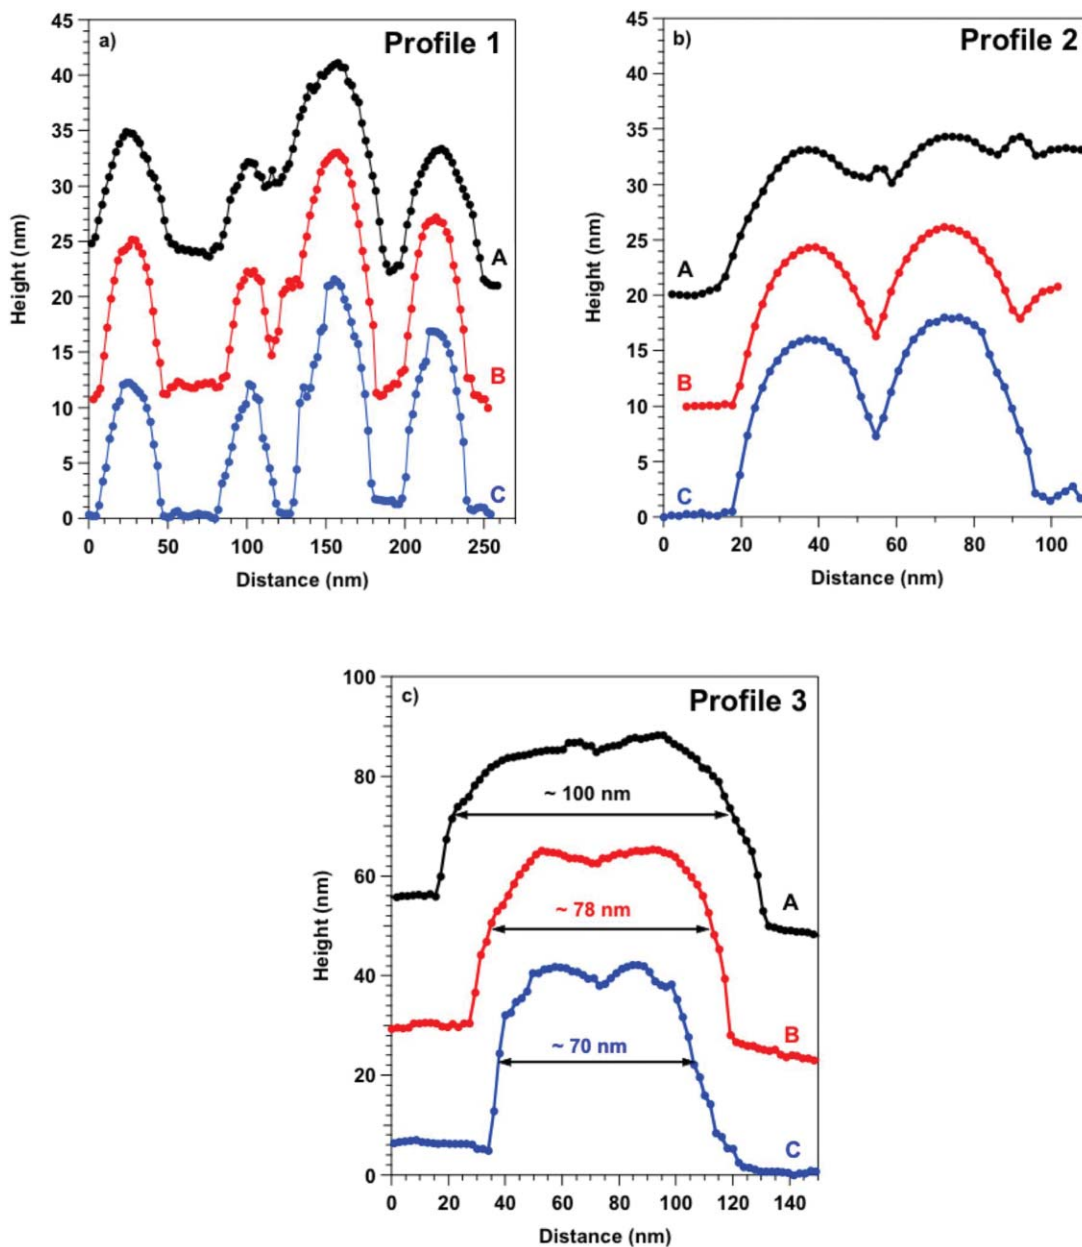 a)
Profile 1
45
40
35
30
25
20
15
10
5
0
Height (nm)
A
B
C
0 50 100 150 200 250
Distance (nm)
b)
Profile 2
45
40
35
30
25
20
15
10
5
0
Height (nm)
A
B
C
0 20 40 60 80 100
Distance (nm)
c)
Profile 3
100
80
60
40
20
0
Height (nm)
~ 100 nm
A
~ 78 nm
B
~ 70 nm
C
0 20 40 60 80 100 120 140
Distance (nm)